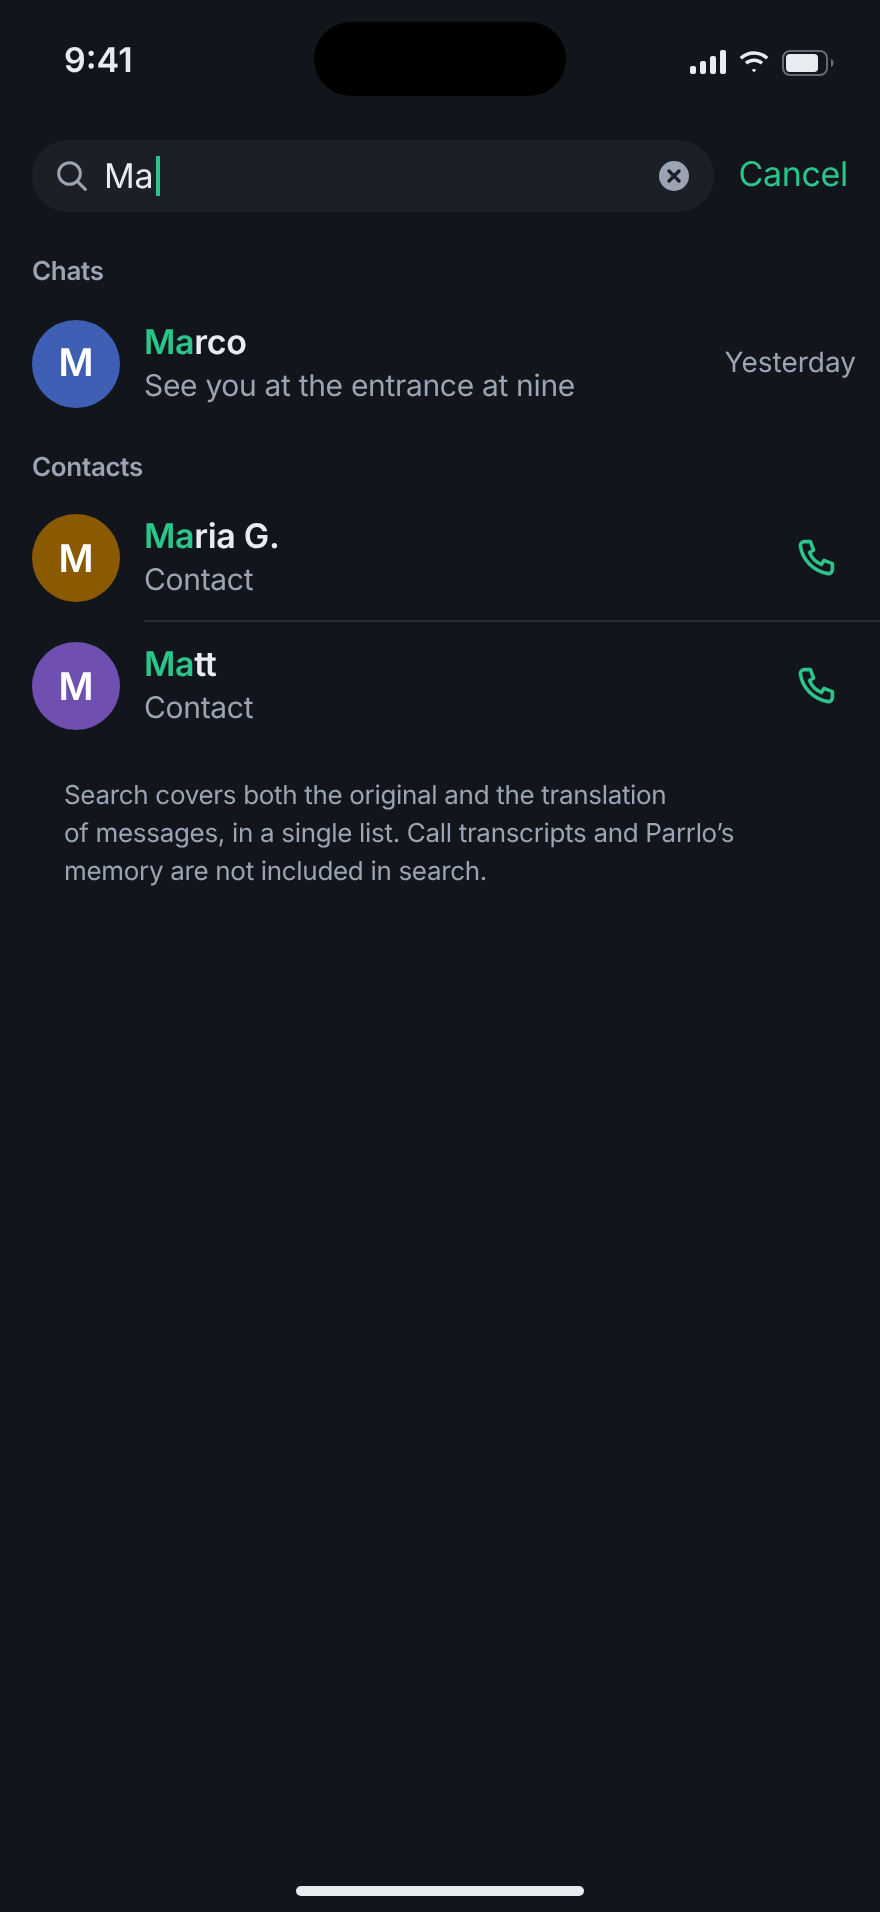 9:41
Ma
Cancel
Chats
M
Marco
See you at the entrance at nine
Yesterday
Contacts
M
Maria G.
Contact
M
Matt
Contact
Search covers both the original and the translation
of messages, in a single list. Call transcripts and Parrlo’s
memory are not included in search.